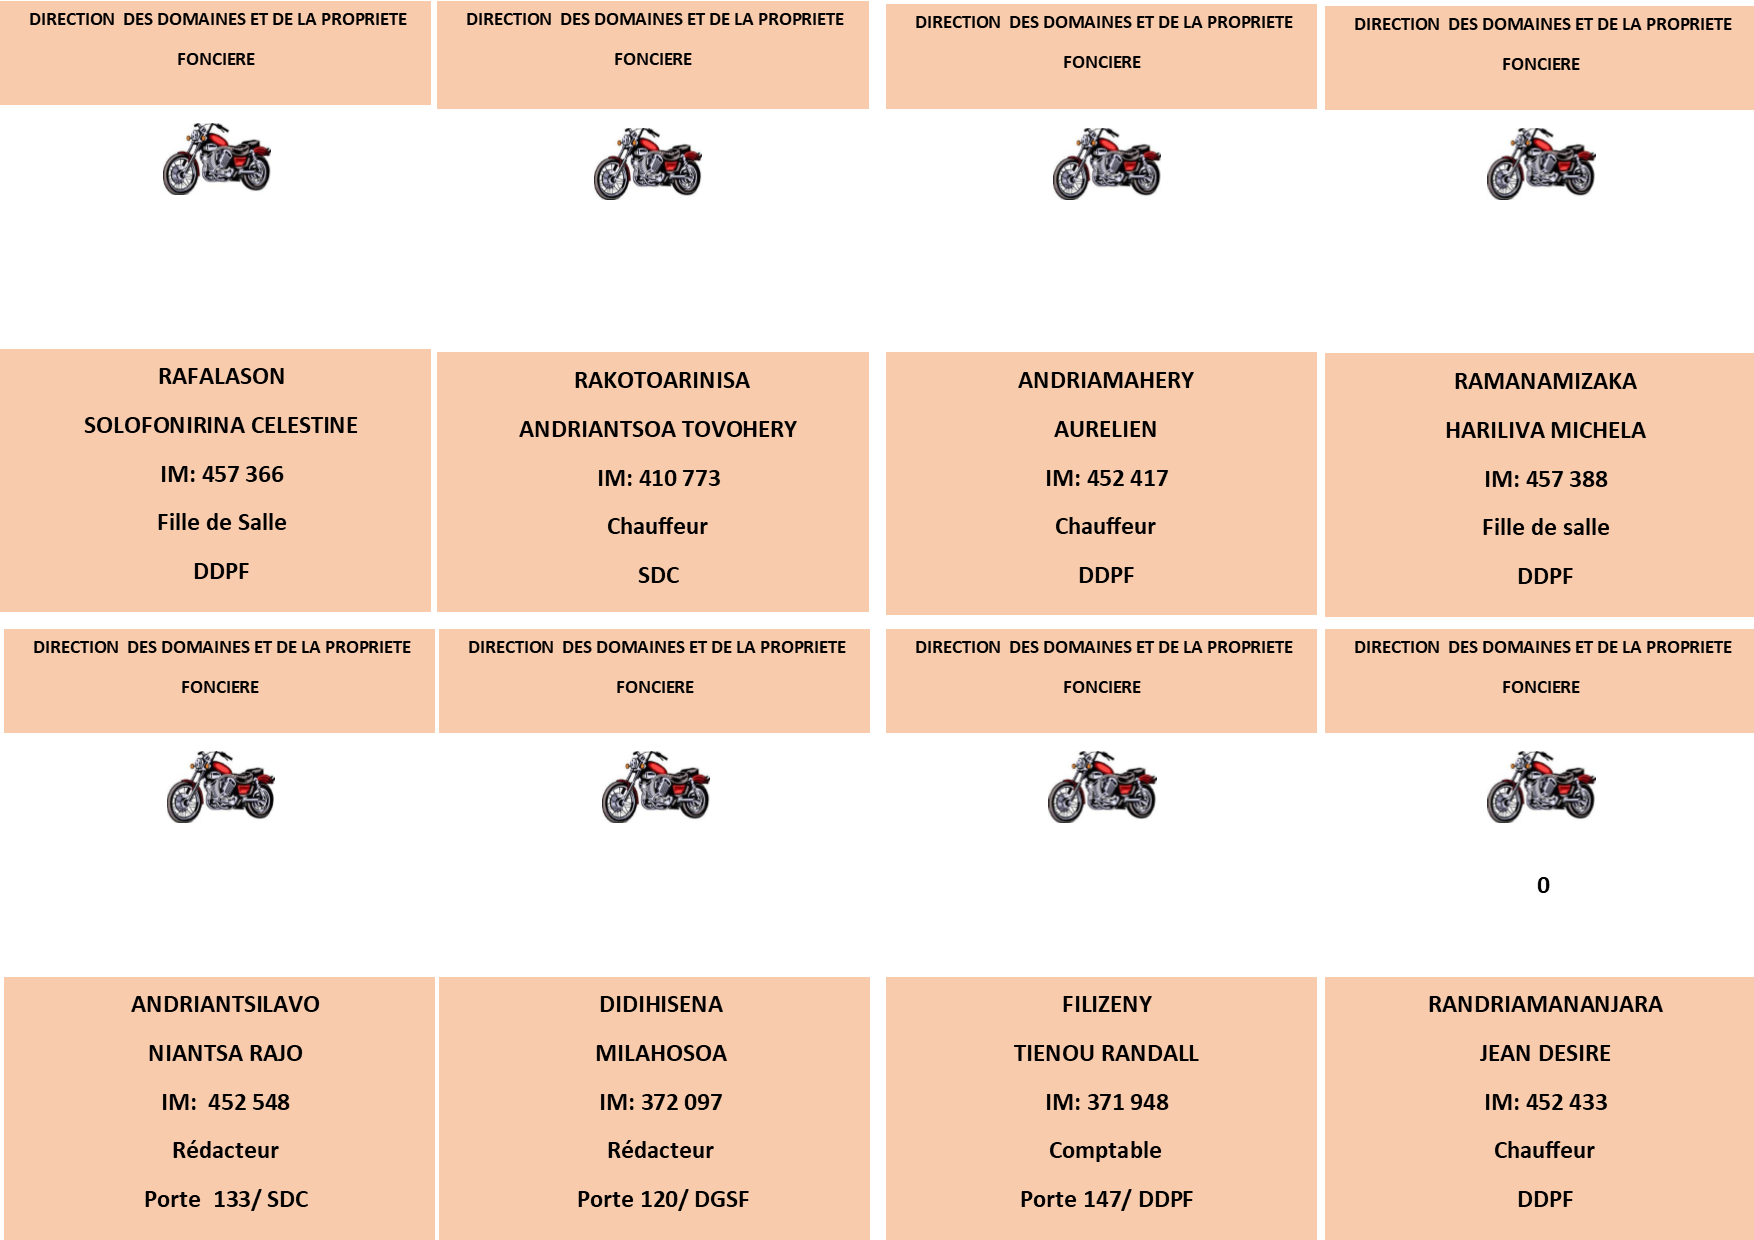 DIRECTION  DES DOMAINES ET DE LA PROPRIETE
FONCIERE
RAFALASON
SOLOFONIRINA CELESTINE
IM: 457 366
Fille de Salle
DDPF
DIRECTION  DES DOMAINES ET DE LA PROPRIETE
FONCIERE
RAKOTOARINISA
ANDRIANTSOA TOVOHERY
IM: 410 773
Chauffeur
SDC
DIRECTION  DES DOMAINES ET DE LA PROPRIETE
FONCIERE
ANDRIAMAHERY
AURELIEN
IM: 452 417
Chauffeur
DDPF
DIRECTION  DES DOMAINES ET DE LA PROPRIETE
FONCIERE
RAMANAMIZAKA
HARILIVA MICHELA
IM: 457 388
Fille de salle
DDPF
DIRECTION  DES DOMAINES ET DE LA PROPRIETE
FONCIERE
ANDRIANTSILAVO
NIANTSA RAJO
IM:  452 548
Rédacteur
Porte  133/ SDC
DIRECTION  DES DOMAINES ET DE LA PROPRIETE
FONCIERE
DIDIHISENA
MILAHOSOA
IM: 372 097
Rédacteur
Porte 120/ DGSF
DIRECTION  DES DOMAINES ET DE LA PROPRIETE
FONCIERE
FILIZENY
TIENOU RANDALL
IM: 371 948
Comptable
Porte 147/ DDPF
DIRECTION  DES DOMAINES ET DE LA PROPRIETE
FONCIERE
0
RANDRIAMANANJARA
JEAN DESIRE
IM: 452 433
Chauffeur
DDPF